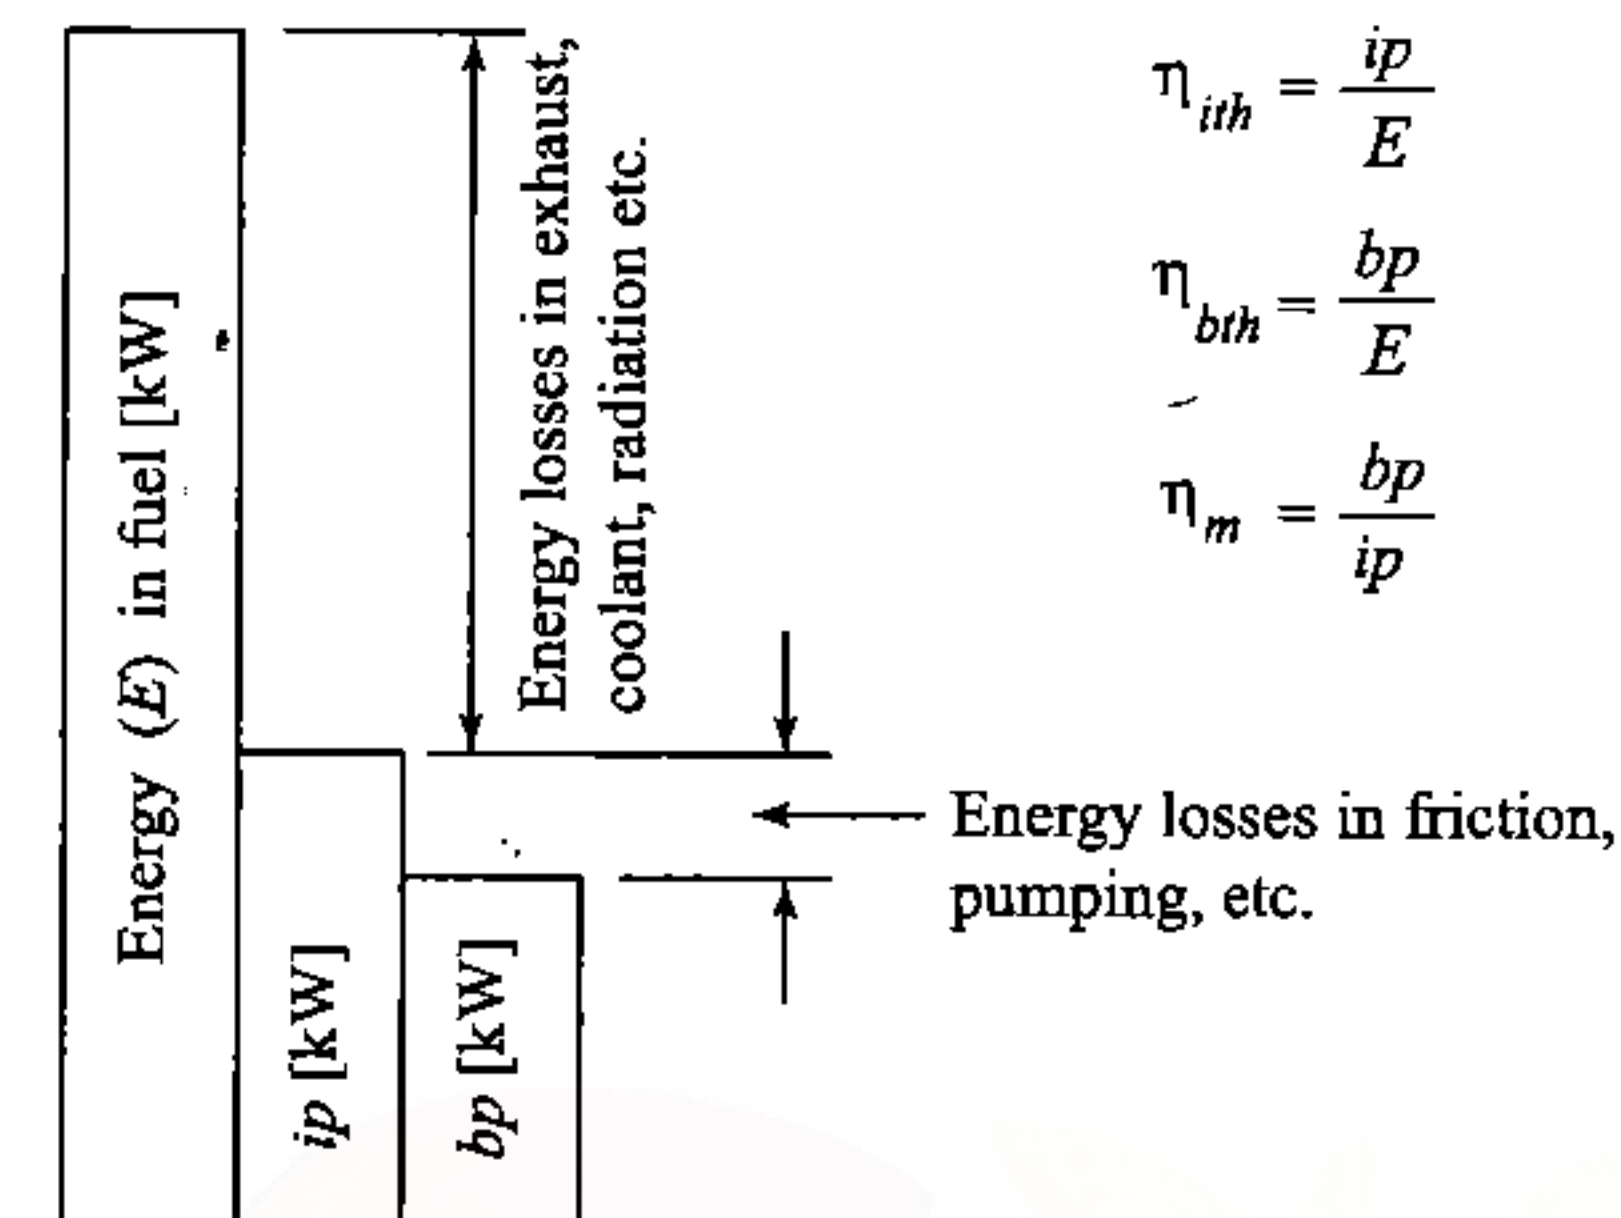 Energy (E) in fuel [kW]
ip [kW]
bp [kW]
Energy losses in exhaust,
coolant, radiation etc.
Energy losses in friction,
pumping, etc.
η_ith = ip/E
η_bth = bp/E
η_m = bp/ip